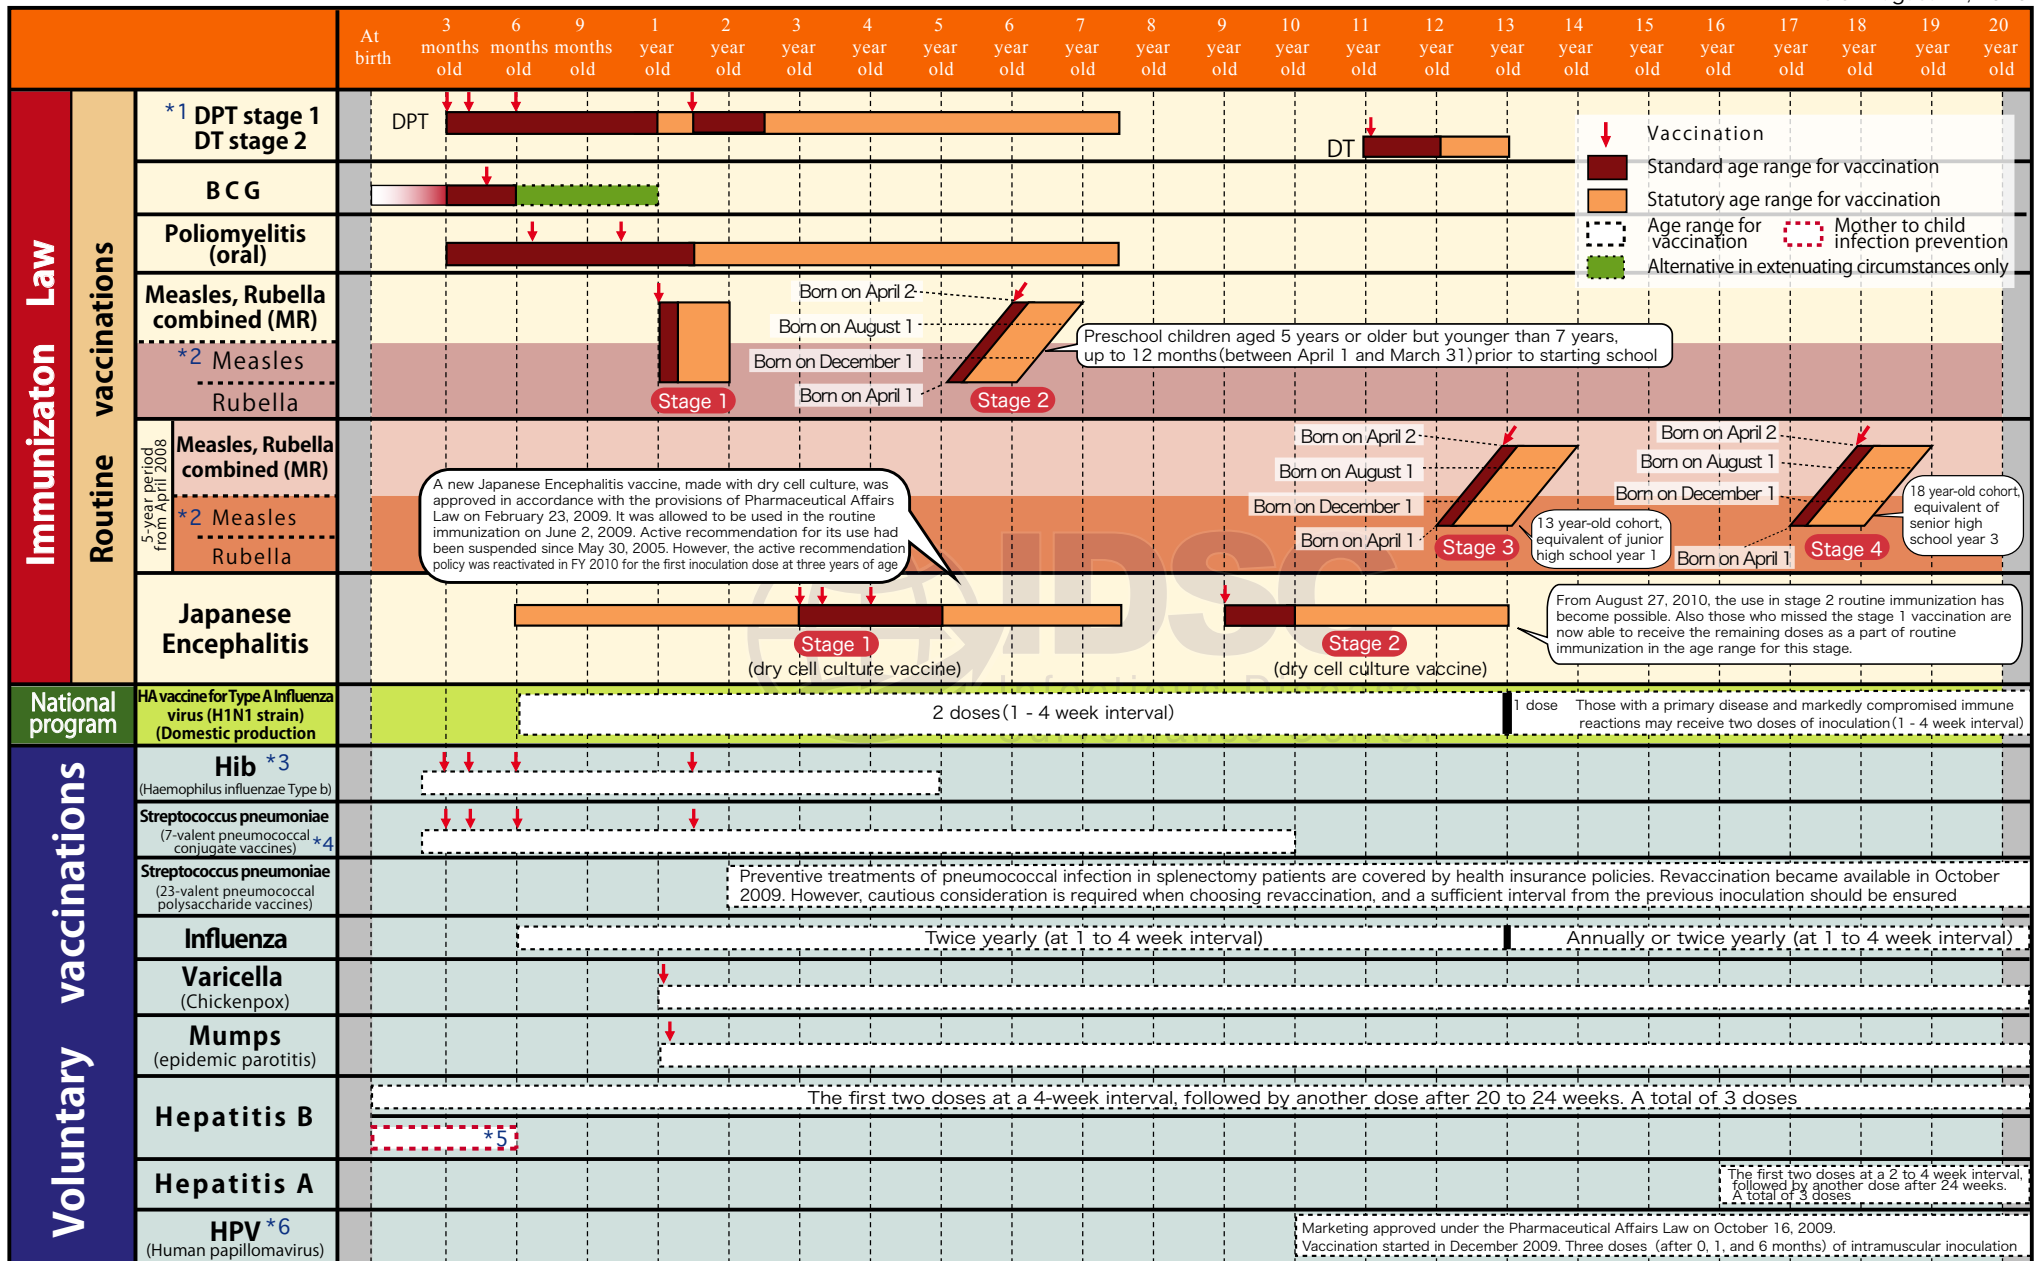 At birth
3 months old
6 months old
9 months old
1 year old
2 year old
3 year old
4 year old
5 year old
6 year old
7 year old
8 year old
9 year old
10 year old
11 year old
12 year old
13 year old
14 year old
15 year old
16 year old
17 year old
18 year old
19 year old
20 year old
Immunizaton Law
Routine vaccinations
*1 DPT stage 1
DT stage 2
DPT
DT
Vaccination
Standard age range for vaccination
Statutory age range for vaccination
Age range for
vaccination
Mother to child
infection prevention
Alternative in extenuating circumstances only
BCG
Poliomyelitis
(oral)
Measles, Rubella
combined (MR)
*2 Measles
Rubella
Born on April 2
Born on August 1
Born on December 1
Born on April 1
Stage 1
Stage 2
Preschool children aged 5 years or older but younger than 7 years,
up to 12 months (between April 1 and March 31) prior to starting school
5-year period
from April 2008
Measles, Rubella
combined (MR)
*2 Measles
Rubella
A new Japanese Encephalitis vaccine, made with dry cell culture, was
approved in accordance with the provisions of Pharmaceutical Affairs
Law on February 23, 2009. It was allowed to be used in the routine
immunization on June 2, 2009. Active recommendation for its use had
been suspended since May 30, 2005. However, the active recommendation
policy was reactivated in FY 2010 for the first inoculation dose at three years of age
Born on April 2
Born on August 1
Born on December 1
Born on April 1
Stage 3
13 year-old cohort,
equivalent of junior
high school year 1
Born on April 2
Born on August 1
Born on December 1
Born on April 1
Stage 4
18 year-old cohort,
equivalent of
senior high
school year 3
IDSC
Japanese
Encephalitis
Stage 1
(dry cell culture vaccine)
Stage 2
(dry cell culture vaccine)
From August 27, 2010, the use in stage 2 routine immunization has
become possible. Also those who missed the stage 1 vaccination are
now able to receive the remaining doses as a part of routine
immunization in the age range for this stage.
National
program
HA vaccine for Type A Influenza
virus (H1N1 strain)
(Domestic production
2 doses (1 - 4 week interval)
1 dose
Those with a primary disease and markedly compromised immune
reactions may receive two doses of inoculation (1 - 4 week interval)
Voluntary vaccinations
Hib *3
(Haemophilus influenzae Type b)
Streptococcus pneumoniae
(7-valent pneumococcal
conjugate vaccines) *4
Streptococcus pneumoniae
(23-valent pneumococcal
polysaccharide vaccines)
Preventive treatments of pneumococcal infection in splenectomy patients are covered by health insurance policies. Revaccination became available in October
2009. However, cautious consideration is required when choosing revaccination, and a sufficient interval from the previous inoculation should be ensured
Influenza
Twice yearly (at 1 to 4 week interval)
Annually or twice yearly (at 1 to 4 week interval)
Varicella
(Chickenpox)
Mumps
(epidemic parotitis)
Hepatitis B
The first two doses at a 4-week interval, followed by another dose after 20 to 24 weeks. A total of 3 doses
*5
Hepatitis A
The first two doses at a 2 to 4 week interval,
followed by another dose after 24 weeks.
A total of 3 doses
HPV *6
(Human papillomavirus)
Marketing approved under the Pharmaceutical Affairs Law on October 16, 2009.
Vaccination started in December 2009. Three doses (after 0, 1, and 6 months) of intramuscular inoculation